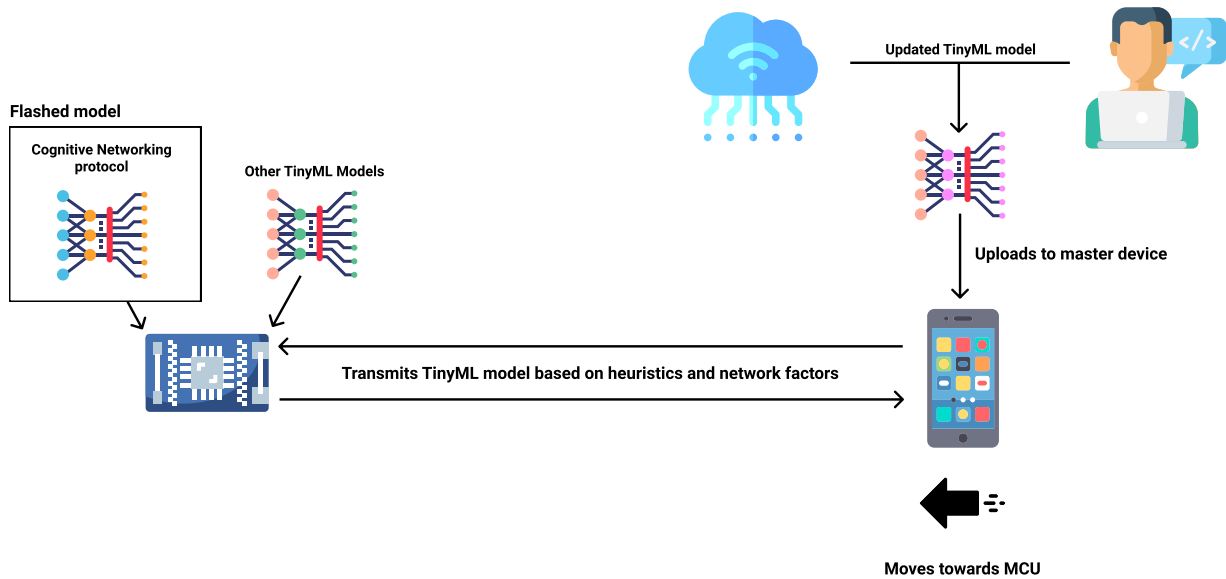 Updated TinyML model
</>
Flashed model
Cognitive Networking
protocol
Other TinyML Models
Uploads to master device
Transmits TinyML model based on heuristics and network factors
Moves towards MCU